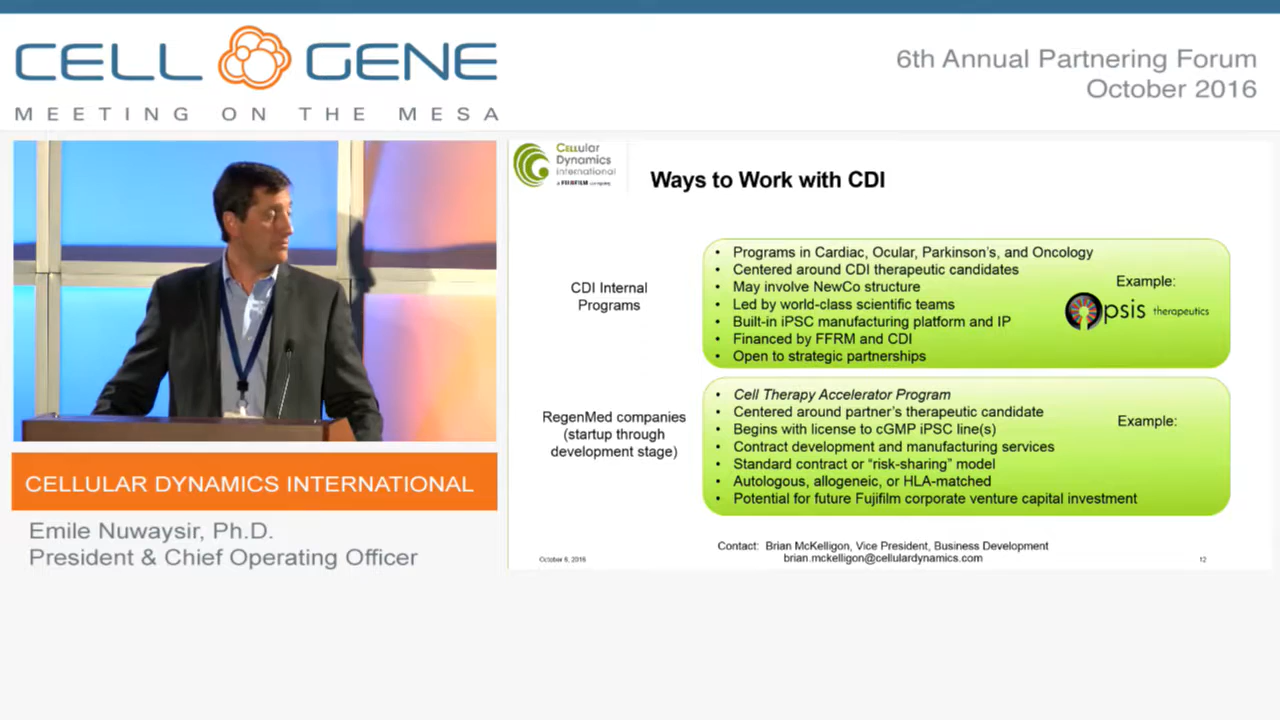 CELL GENE
MEETING ON THE MESA
6th Annual Partnering Forum
October 2016
Cellular
Dynamics
international
a FUJIFILM company
Ways to Work with CDI
CDI Internal
Programs
• Programs in Cardiac, Ocular, Parkinson's, and Oncology
• Centered around CDI therapeutic candidates
• May involve NewCo structure
• Led by world-class scientific teams
• Built-in iPSC manufacturing platform and IP
• Financed by FFRM and CDI
• Open to strategic partnerships
Example:
Opsis therapeutics
RegenMed companies
(startup through
development stage)
• Cell Therapy Accelerator Program
• Centered around partner's therapeutic candidate
• Begins with license to cGMP iPSC line(s)
• Contract development and manufacturing services
• Standard contract or “risk-sharing” model
• Autologous, allogeneic, or HLA-matched
• Potential for future Fujifilm corporate venture capital investment
Example:
Contact: Brian McKelligon, Vice President, Business Development
brian.mckelligon@cellulardynamics.com
October 6, 2016
12
CELLULAR DYNAMICS INTERNATIONAL
Emile Nuwaysir, Ph.D.
President & Chief Operating Officer